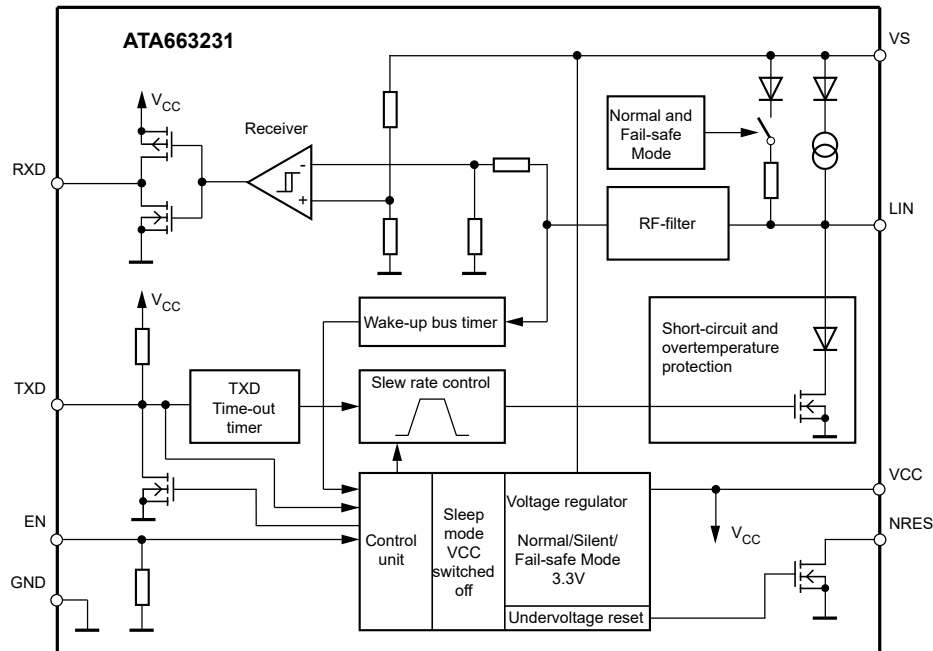 ATA663231
VS
VCC
Receiver
Normal and
Fail-safe
Mode
RXD
-
+
RF-filter
LIN
VCC
Wake-up bus timer
Short-circuit and
overtemperature
protection
TXD
TXD
Time-out
timer
Slew rate control
VCC
EN
Control
unit
Sleep
mode
VCC
switched
off
Voltage regulator
Normal/Silent/
Fail-safe Mode
3.3V
VCC
NRES
GND
Undervoltage reset